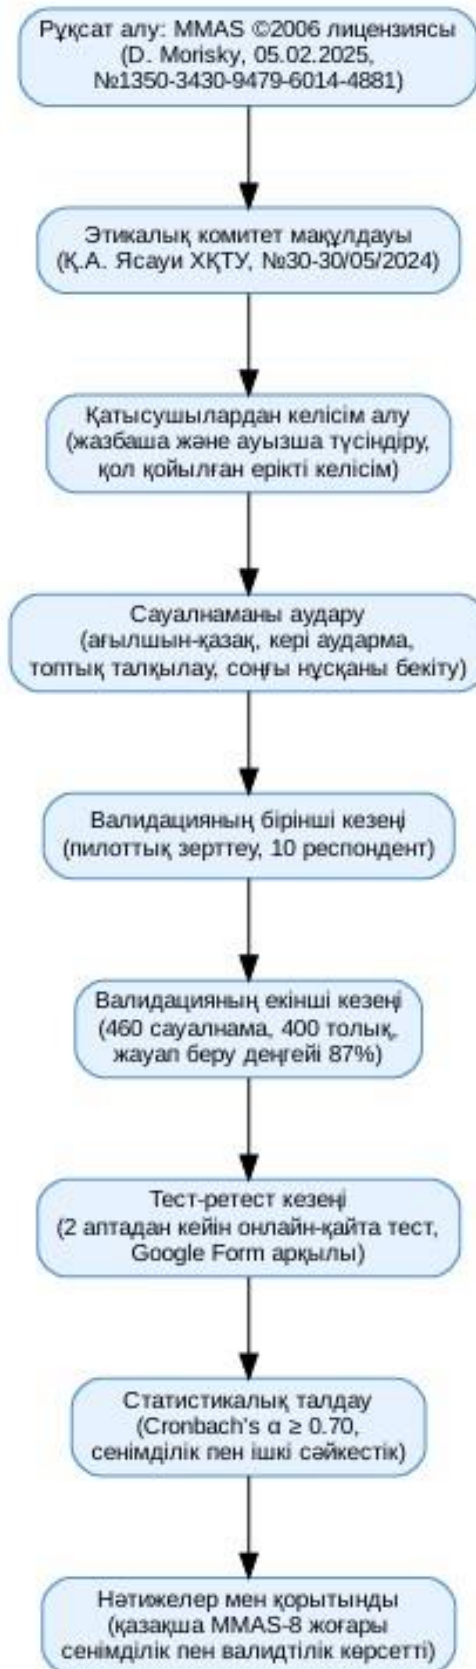 Рұқсат алу: MMAS ©2006 лицензиясы
(D. Morisky, 05.02.2025,
№1350-3430-9479-6014-4881)
Этикалық комитет мақұлдауы
(Қ.А. Ясауи ХҚТУ, №30-30/05/2024)
Қатысушылардан келісім алу
(жазбаша және ауызша түсіндіру,
қол қойылған ерікті келісім)
Сауалнаманы аудару
(ағылшын-қазақ, кері аударма,
топтық талқылау, соңғы нұсқаны бекіту)
Валидацияның бірінші кезеңі
(пилоттық зерттеу, 10 респондент)
Валидацияның екінші кезеңі
(460 сауалнама, 400 толық,
жауап беру деңгейі 87%)
Тест-ретест кезеңі
(2 аптадан кейін онлайн-қайта тест,
Google Form арқылы)
Статистикалық талдау
(Cronbach's α ≥ 0.70,
сенімділік пен ішкі сәйкестік)
Нәтижелер мен қорытынды
(қазақша MMAS-8 жоғары
сенімділік пен валидтілік көрсетті)